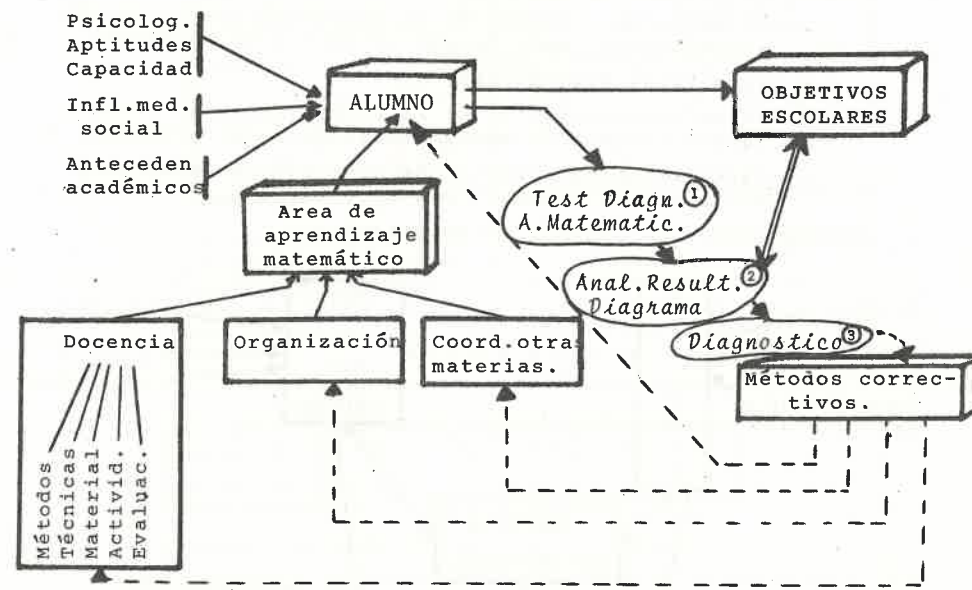 Psicolog.
Aptitudes
Capacidad
Infl.med.
social
Anteceden
académicos
ALUMNO
OBJETIVOS
ESCOLARES
Area de
aprendizaje
matemático
Test Diagn. 1
A.Matematic.
Anal.Result. 2
Diagrama
Diagnostico 3
Métodos correc-
tivos.
Docencia
Métodos
Técnicas
Material
Activid.
Evaluac.
Organización
Coord.otras
materias.